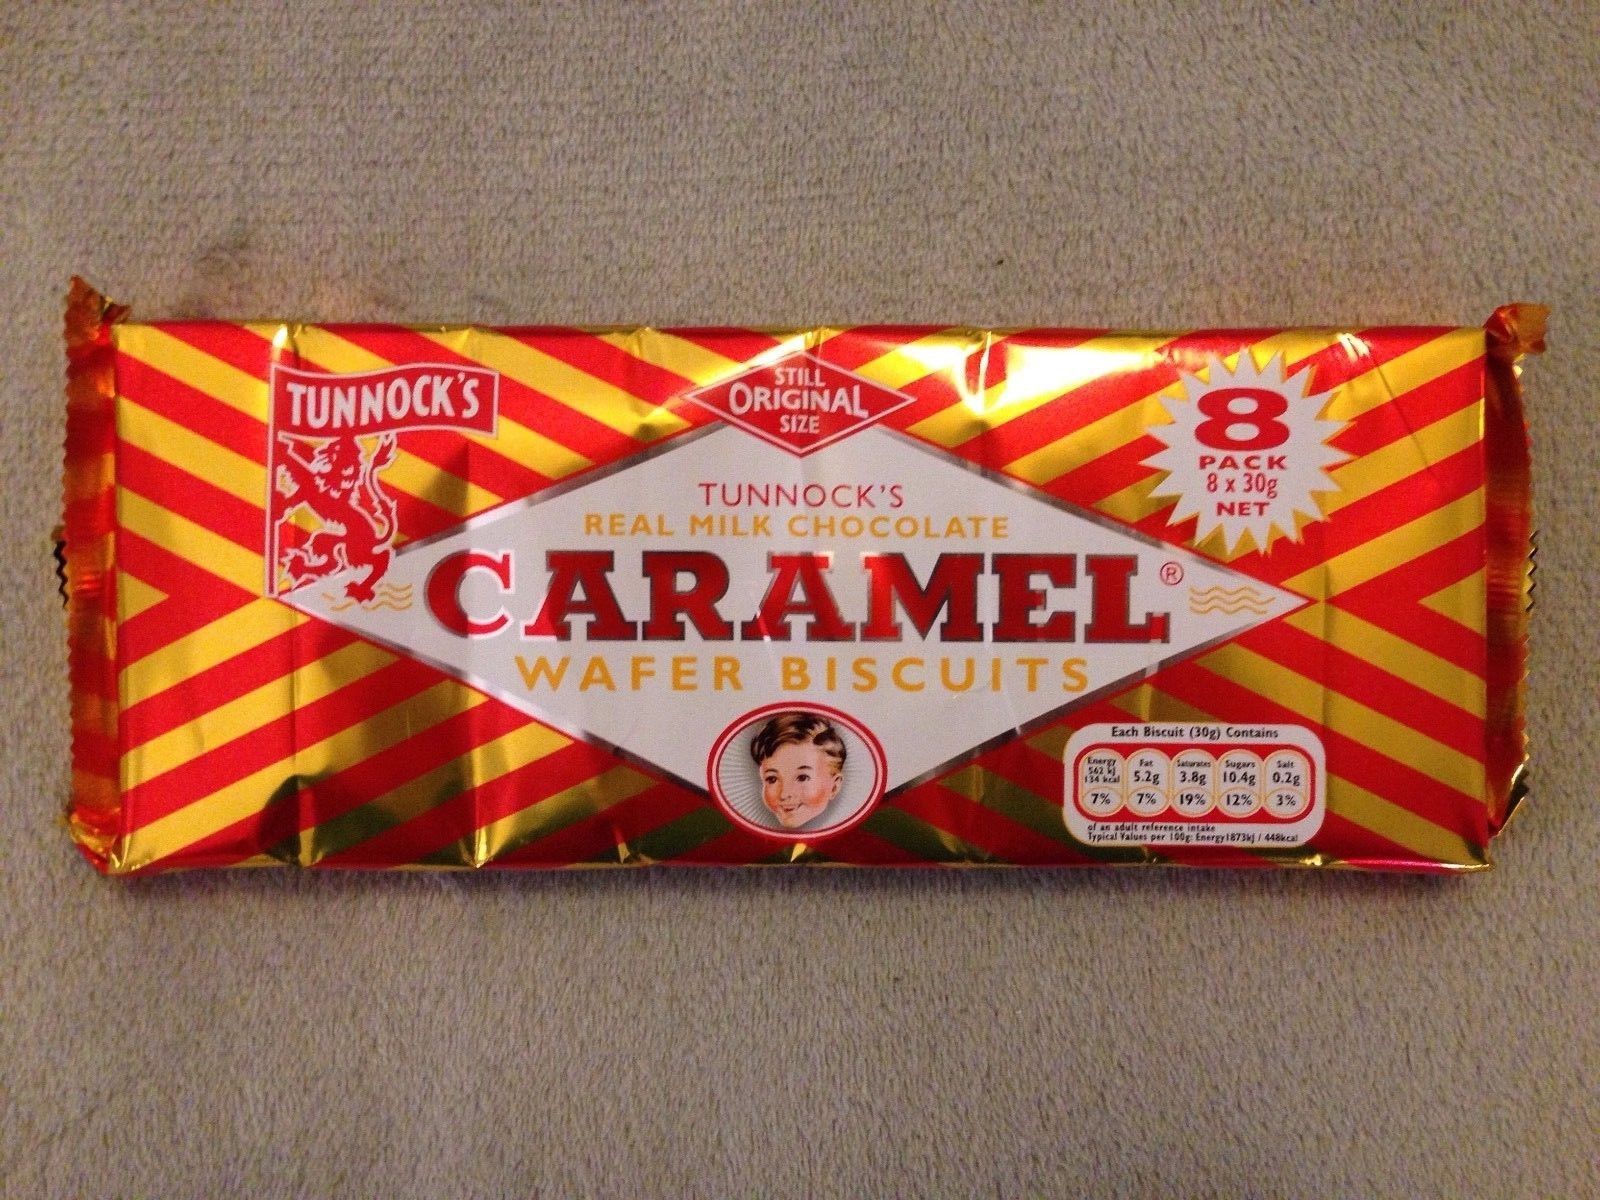 TUNNOCK'S
STILL
ORIGINAL
SIZE
8
PACK
8 x 30g
NET
TUNNOCK'S
REAL MILK CHOCOLATE
CARAMEL®
WAFER BISCUITS
Each Biscuit (30g) Contains
Energy Fat Saturates Sugars Salt
562 kJ 5.2g 3.8g 10.4g 0.2g
134 kcal
7% 7% 19% 12% 3%
of an adult reference intake
Typical Values per 100g: Energy1873kJ / 448kcal